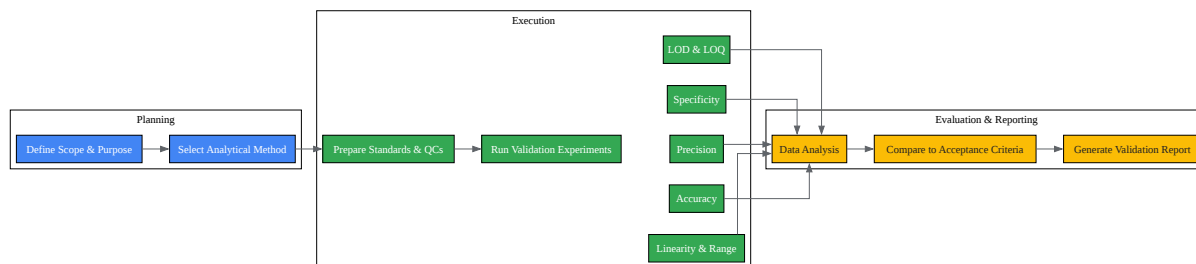 Execution
LOD & LOQ
Specificity
Planning
Evaluation & Reporting
Define Scope & Purpose
Select Analytical Method
Prepare Standards & QCs
Run Validation Experiments
Precision
Data Analysis
Compare to Acceptance Criteria
Generate Validation Report
Accuracy
Linearity & Range